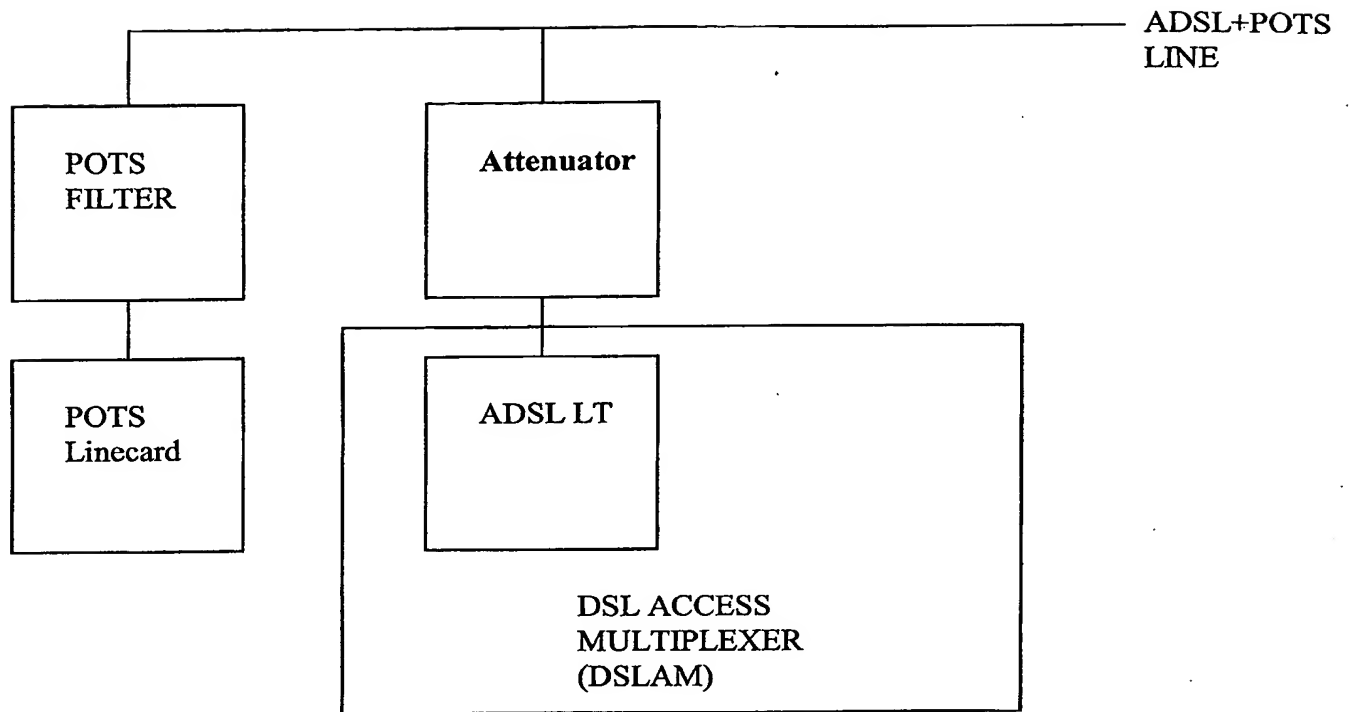 ADSL+POTS
LINE
POTS
FILTER
Attenuator
POTS
Linecard
ADSL LT
DSL ACCESS
MULTIPLEXER
(DSLAM)